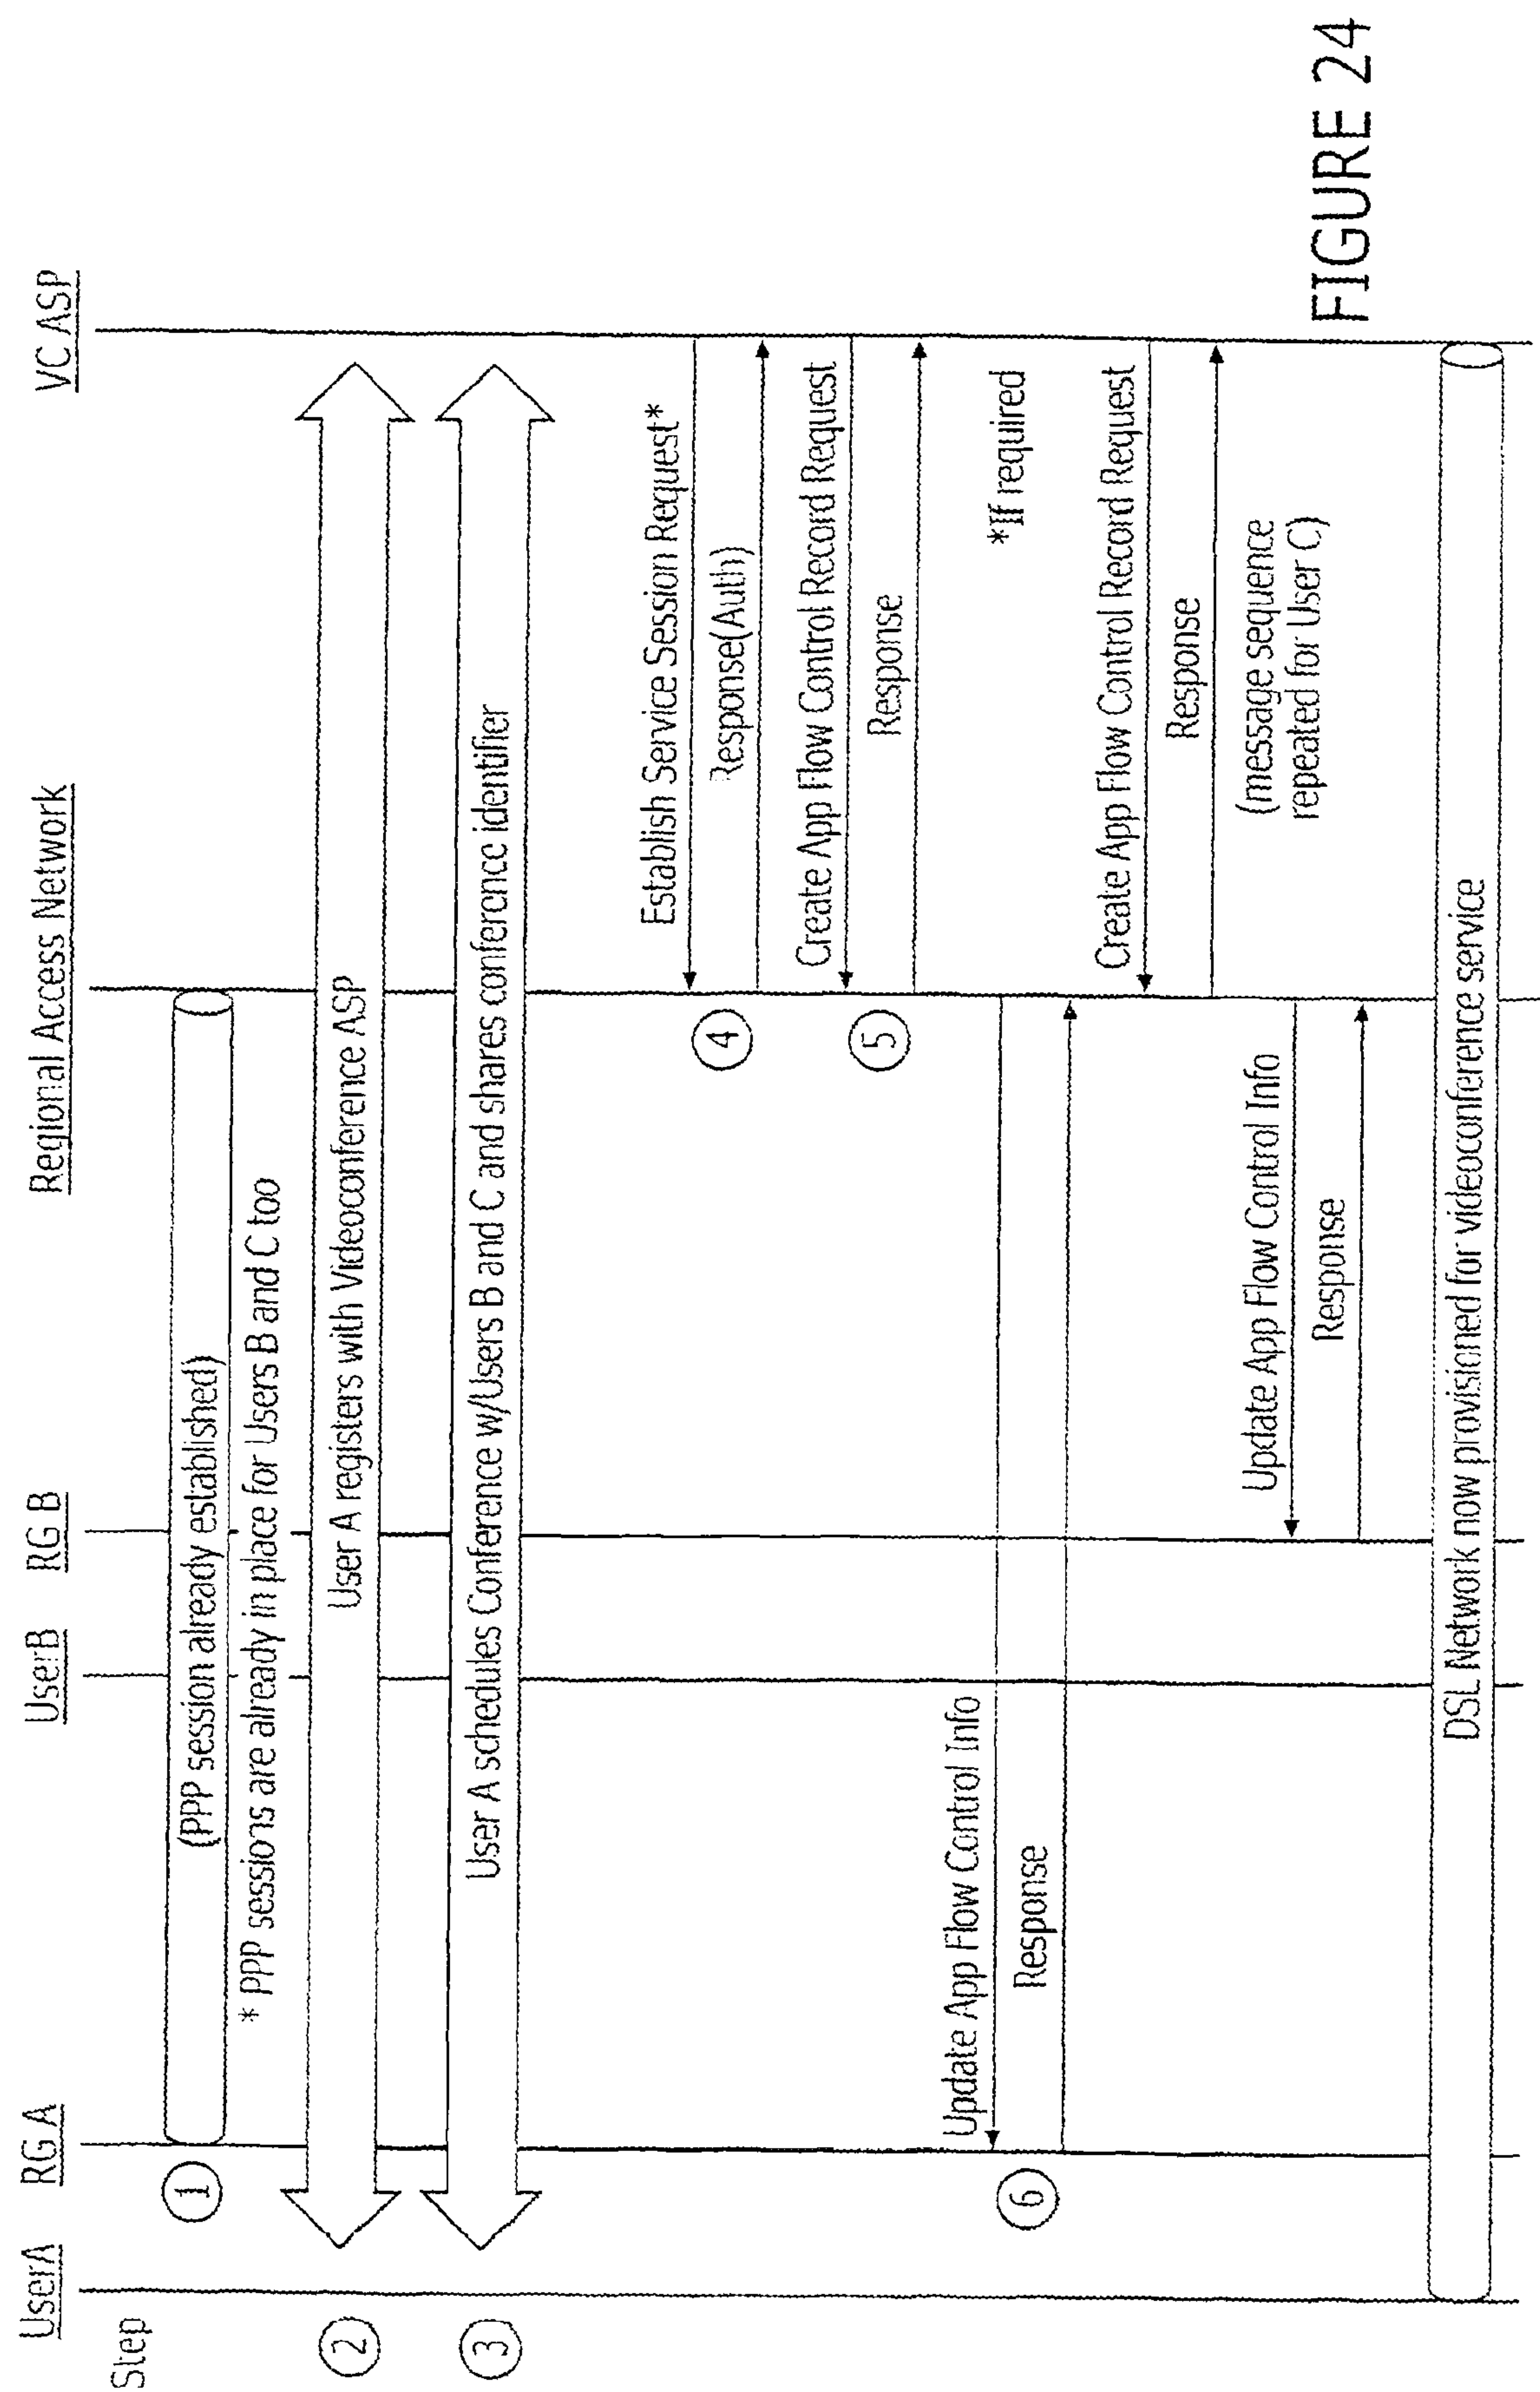 UserA
RG A
UserB
RG B
Regional Access Network
VC ASP
Step
1
(PPP session already established)
* PPP sessions are already in place for Users B and C too
2
User A registers with Videoconference ASP
3
User A schedules Conference w/Users B and C and shares conference identifier
Establish Service Session Request*
4
Response(Auth)
Create App Flow Control Record Request
5
Response
Update App Flow Control Info
*If required
6
Response
Create App Flow Control Record Request
Response
Update App Flow Control Info
(message sequence
repeated for User C)
Response
DSL Network now provisioned for videoconference service
FIGURE 24